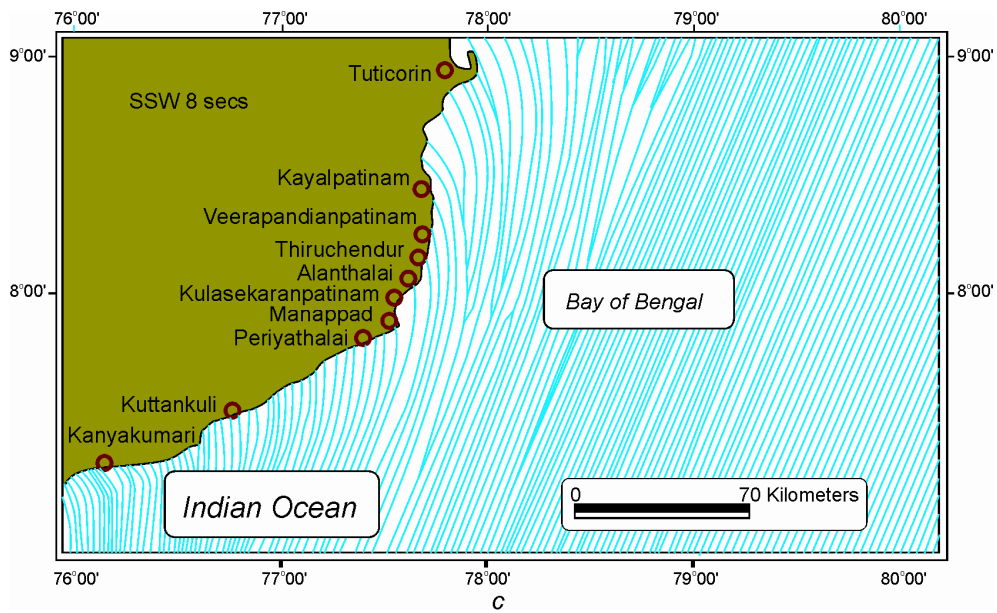 76°00' 77°00' 78°00' 79°00' 80°00'
9°00' 9°00'
Tuticorin
SSW 8 secs
Kayalpatinam
Veerapandianpatinam
Thiruchendur
Alanthalai
8°00' 8°00'
Kulasekaranpatinam
Bay of Bengal
Manappad
Periyathalai
Kuttankuli
Kanyakumari
Indian Ocean
0 70 Kilometers
76°00' 77°00' 78°00' 79°00' 80°00'
c